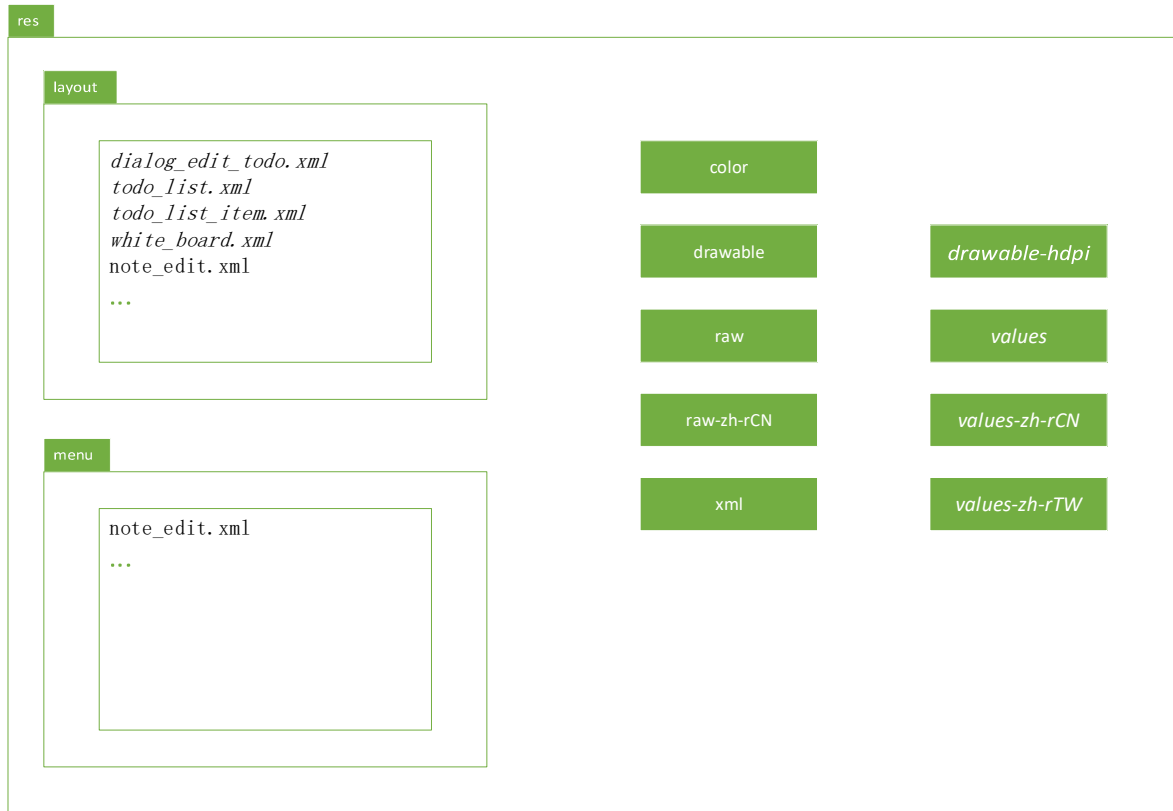 res
layout
dialog_edit_todo.xml
todo_list.xml
todo_list_item.xml
white_board.xml
note_edit.xml
...
menu
note_edit.xml
...
color
drawable
drawable-hdpi
raw
values
raw-zh-rCN
values-zh-rCN
xml
values-zh-rTW